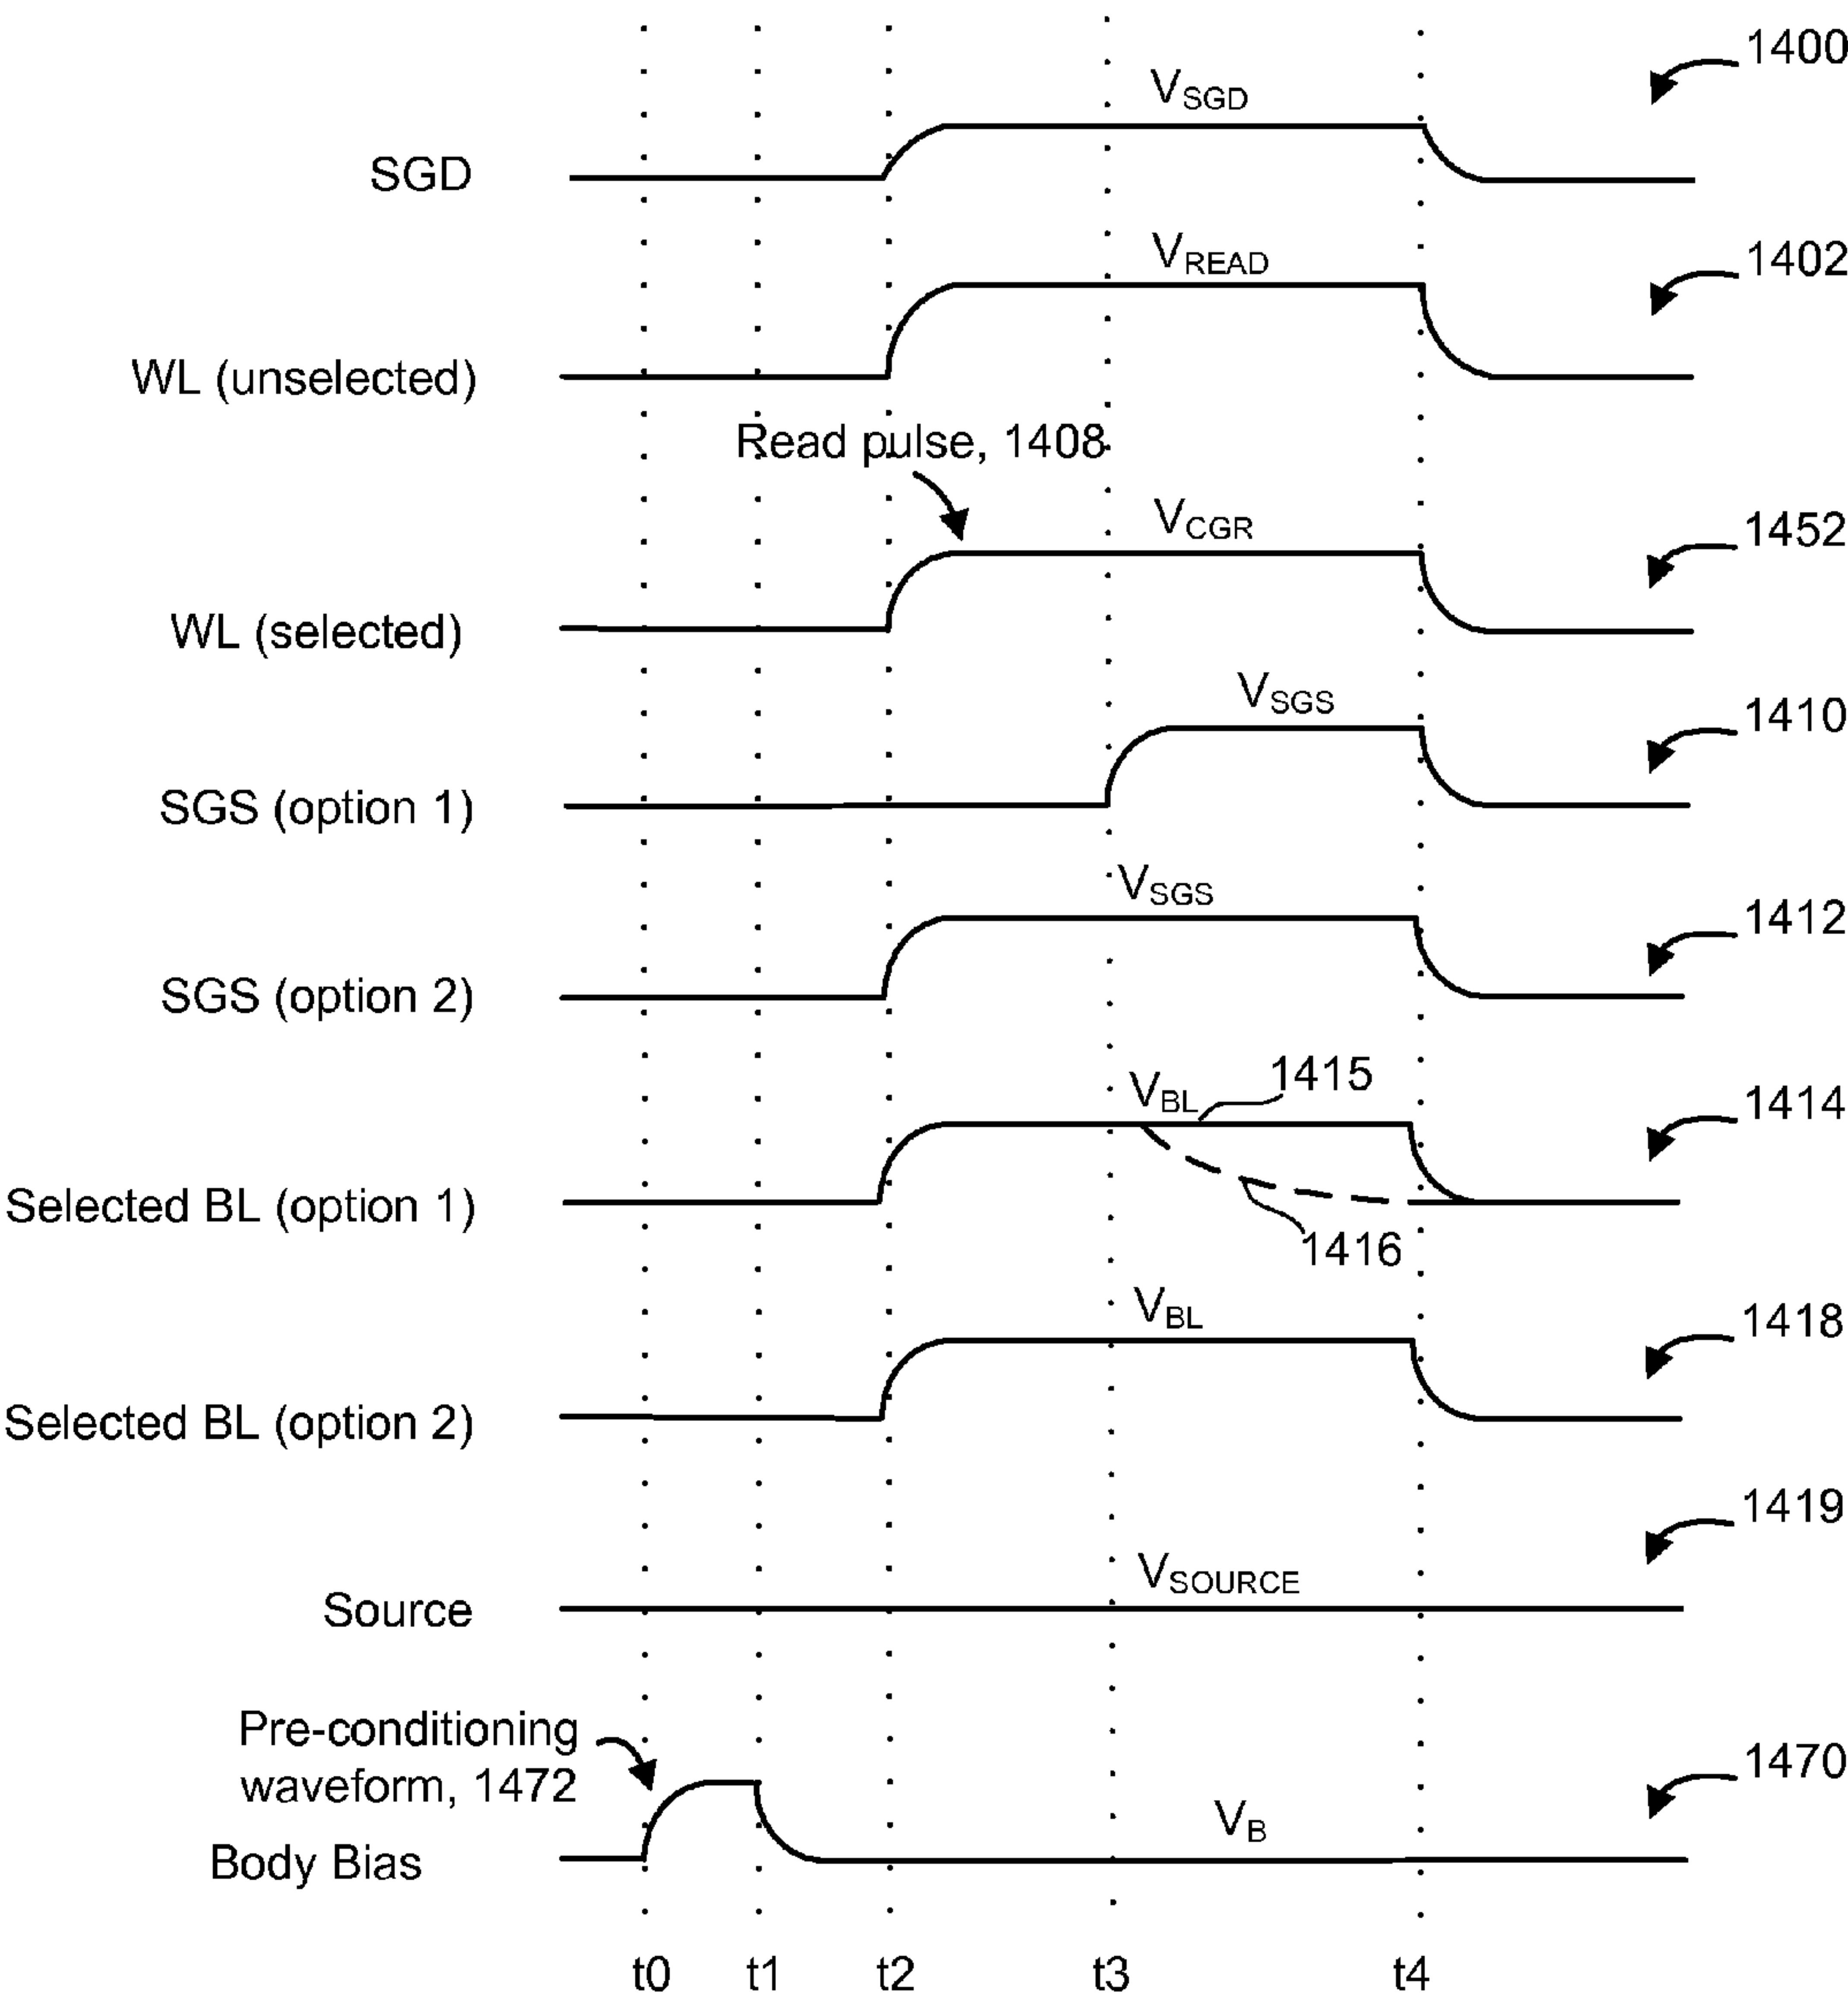 1400
VSGD
SGD
VREAD
1402
WL (unselected)
Read pulse, 1408
VCGR
1452
WL (selected)
VSGS
1410
SGS (option 1)
VSGS
1412
SGS (option 2)
VBL
1415
1414
Selected BL (option 1)
1416
VBL
1418
Selected BL (option 2)
1419
VSOURCE
Source
Pre-conditioning
waveform, 1472
1470
VB
Body Bias
t0 t1 t2 t3 t4